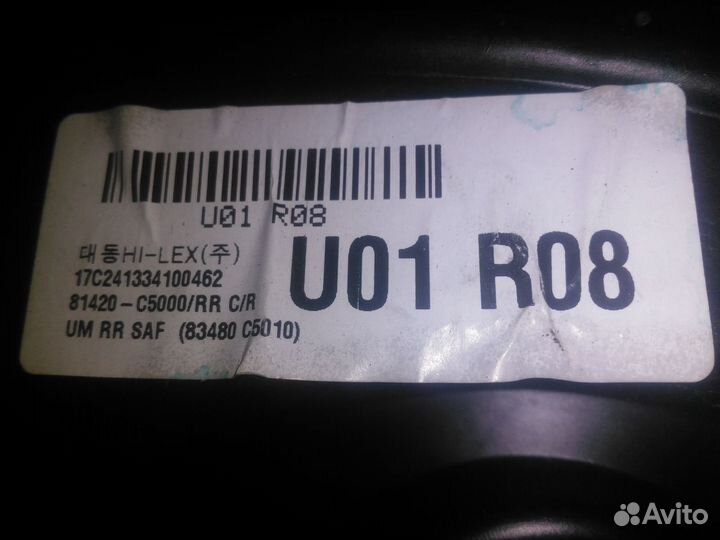 U01 R08
대동HI-LEX(주)
17C241334100462
81420-C5000/RR C/R
UM RR SAF (83480 C5010)
U01 R08
Avito